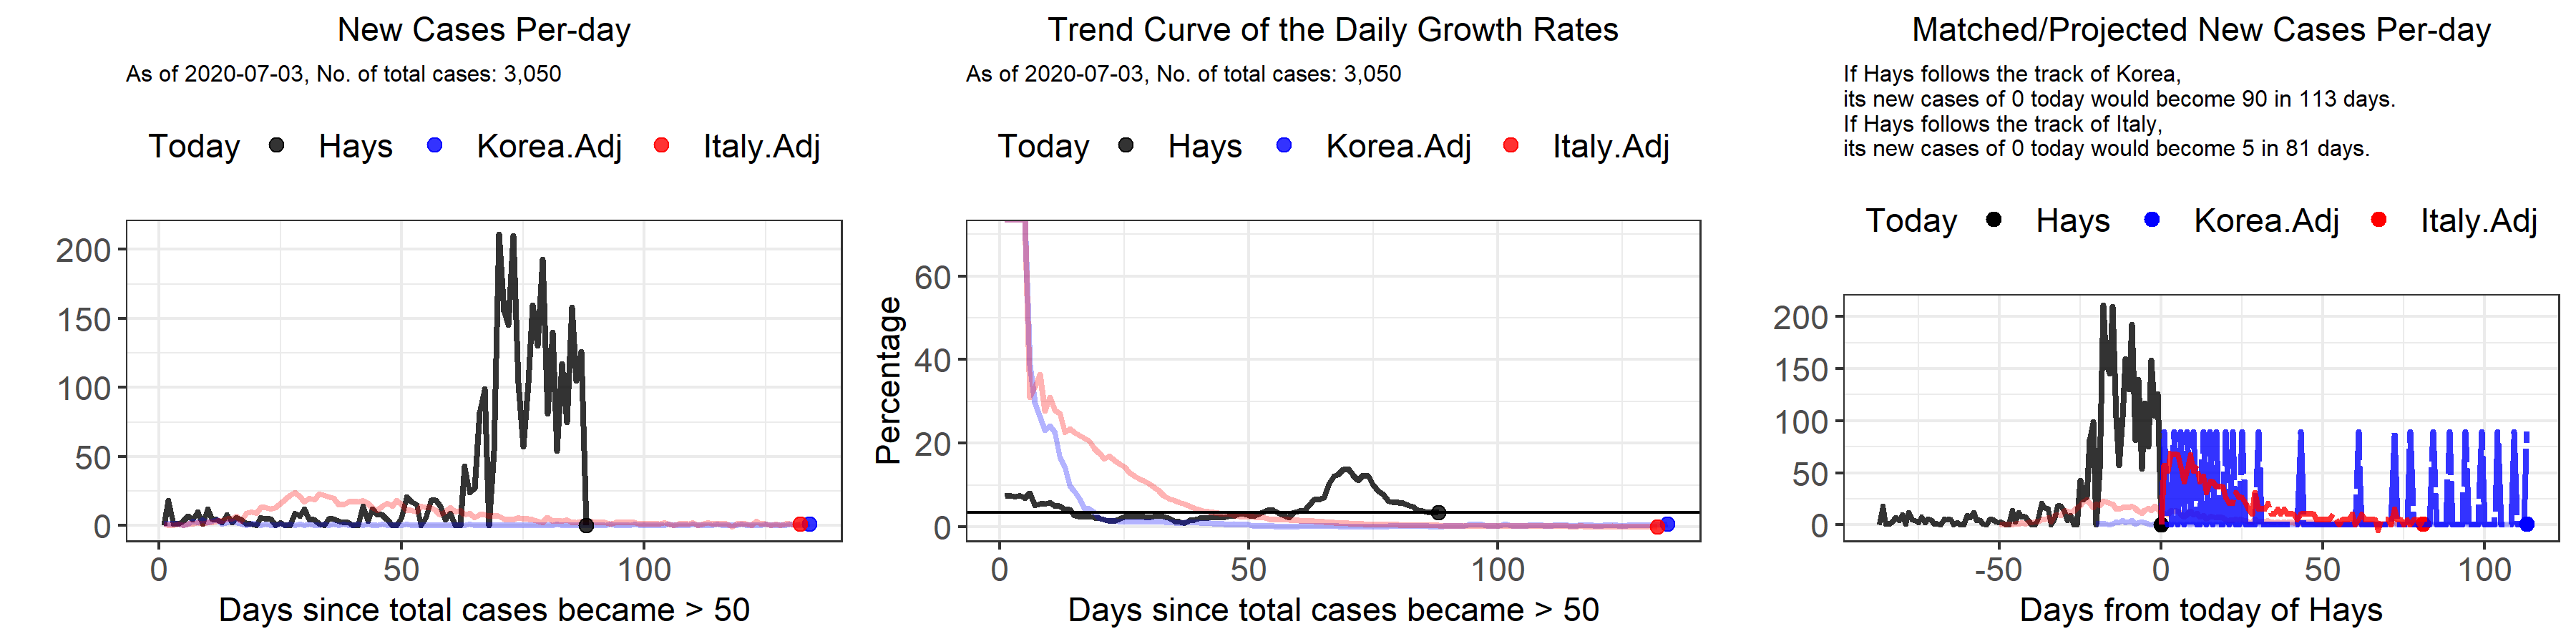 New Cases Per-day
As of 2020-07-03, No. of total cases: 3,050
Today Hays Korea.Adj Italy.Adj
200
150
100
50
0
0 50 100
Days since total cases became > 50
Trend Curve of the Daily Growth Rates
As of 2020-07-03, No. of total cases: 3,050
Today Hays Korea.Adj Italy.Adj
Percentage
60
40
20
0
0 50 100
Days since total cases became > 50
Matched/Projected New Cases Per-day
If Hays follows the track of Korea,
its new cases of 0 today would become 90 in 113 days.
If Hays follows the track of Italy,
its new cases of 0 today would become 5 in 81 days.
Today Hays Korea.Adj Italy.Adj
200
150
100
50
0
-50 0 50 100
Days from today of Hays